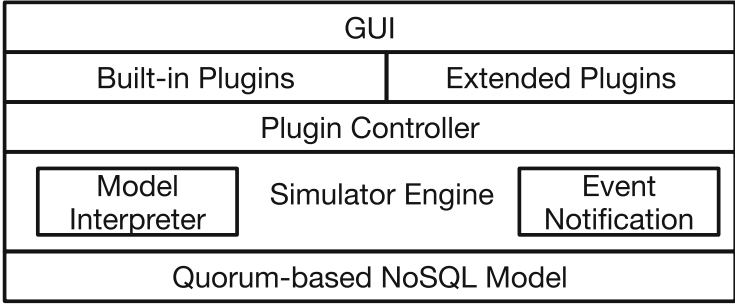 GUI
Built-in Plugins
Extended Plugins
Plugin Controller
Model
Interpreter
Simulator Engine
Event
Notification
Quorum-based NoSQL Model